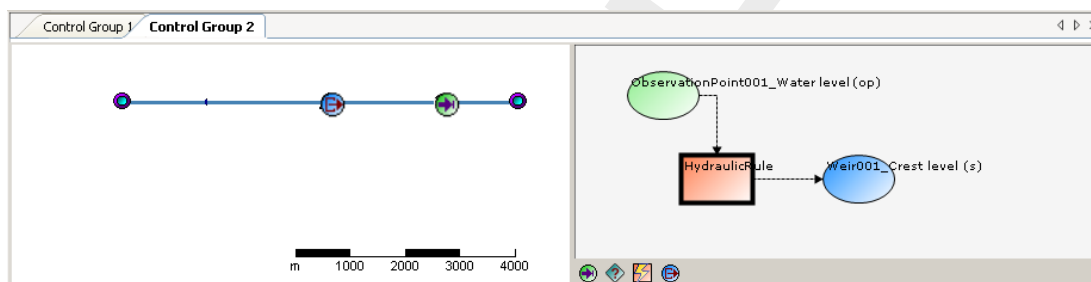 Control Group 1
Control Group 2
ObservationPoint001_Water level (op)
HydraulicRule
Weir001_Crest level (s)
m 1000 2000 3000 4000